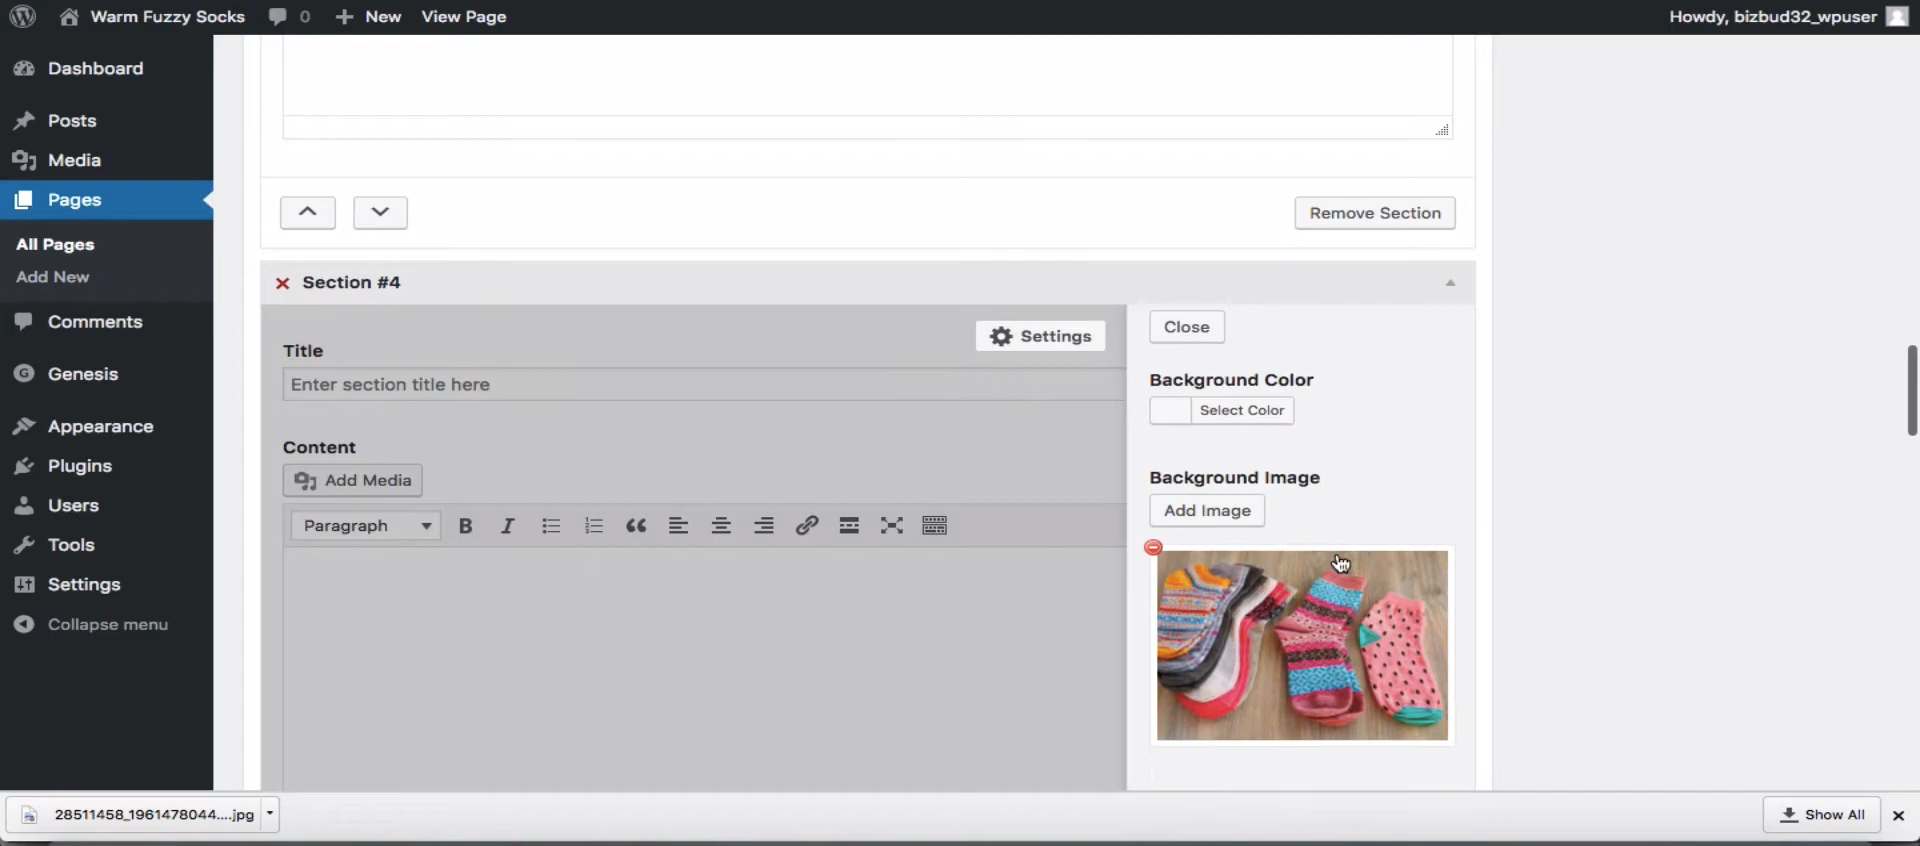 Warm Fuzzy Socks 0 New View Page Howdy, bizbud32_wpuser
Dashboard
Posts
Media
Pages
All Pages
Add New
Comments
Genesis
Appearance
Plugins
Users
Tools
Settings
Collapse menu
Remove Section
Section #4
Settings
Title
Enter section title here
Content
Add Media
Paragraph B I
Close
Background Color
Select Color
Background Image
Add Image
28511458_1961478044....jpg
Show All